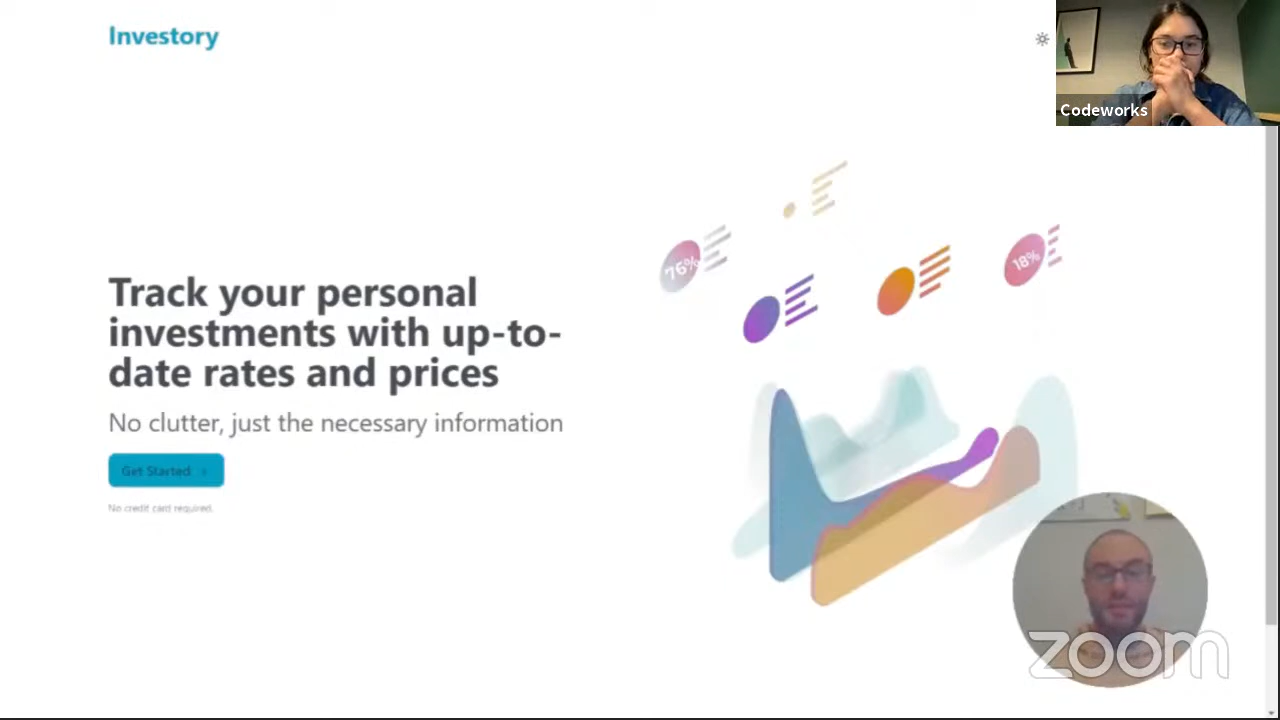 Investory
Codeworks
76%
18%
Track your personal
investments with up-to-
date rates and prices
No clutter, just the necessary information
Get Started
No credit card required.
zoom